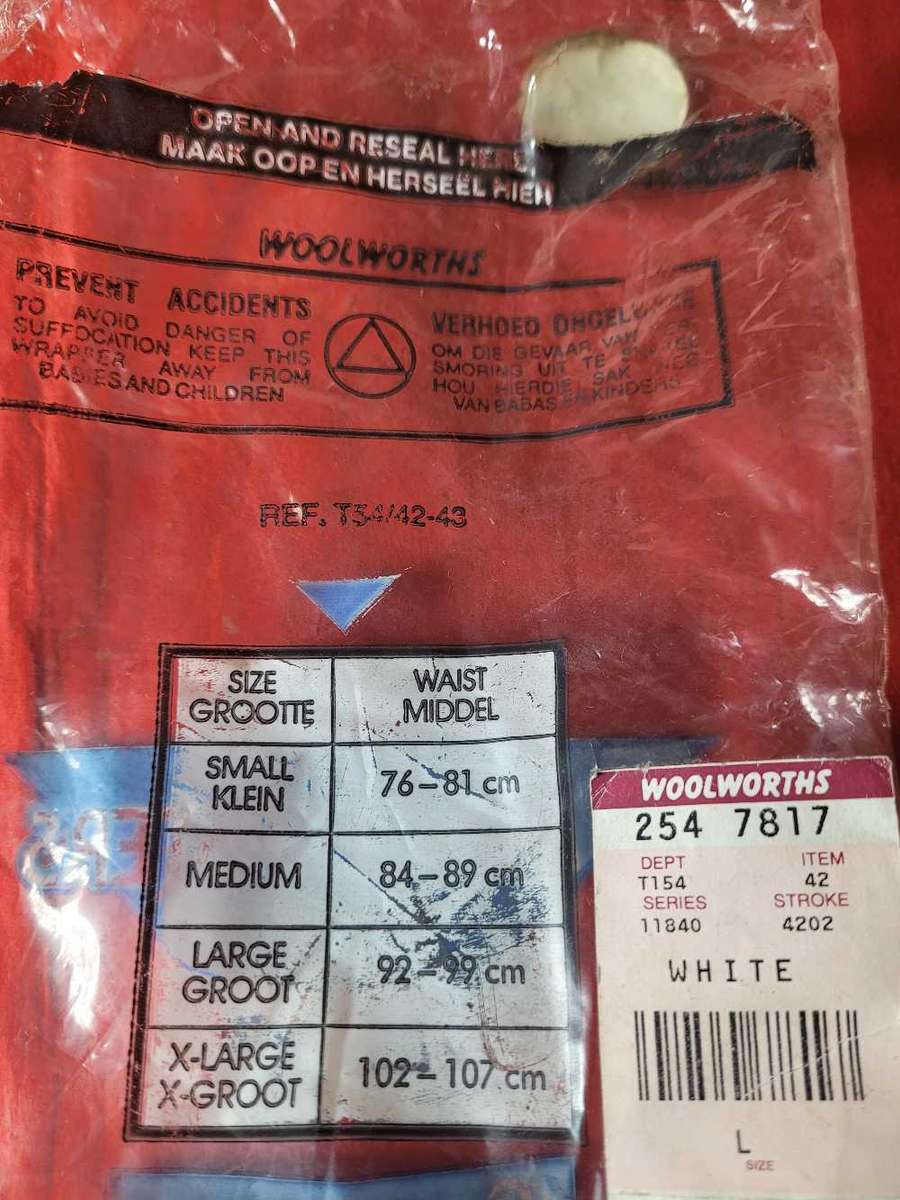 OPEN AND RESEAL HERE
MAAK OOP EN HERSEËL HIER
WOOLWORTHS
PREVENT ACCIDENTS
TO AVOID DANGER OF
SUFFOCATION KEEP THIS
WRAPPER AWAY FROM
BABIES AND CHILDREN
VERHOED
OM DIE GEVAAR VAN
SMORING UIT TE
HOU HIERDIE SAK
VAN BABAS EN KINDERS
REF. T54/42-43
SIZE
GROOTTE
WAIST
MIDDEL
SMALL
KLEIN
76-81 cm
MEDIUM
84-89 cm
LARGE
GROOT
92-99 cm
X-LARGE
X-GROOT
102-107 cm
WOOLWORTHS
254 7817
DEPT ITEM
T154 42
SERIES STROKE
11840 4202
WHITE
L
SIZE